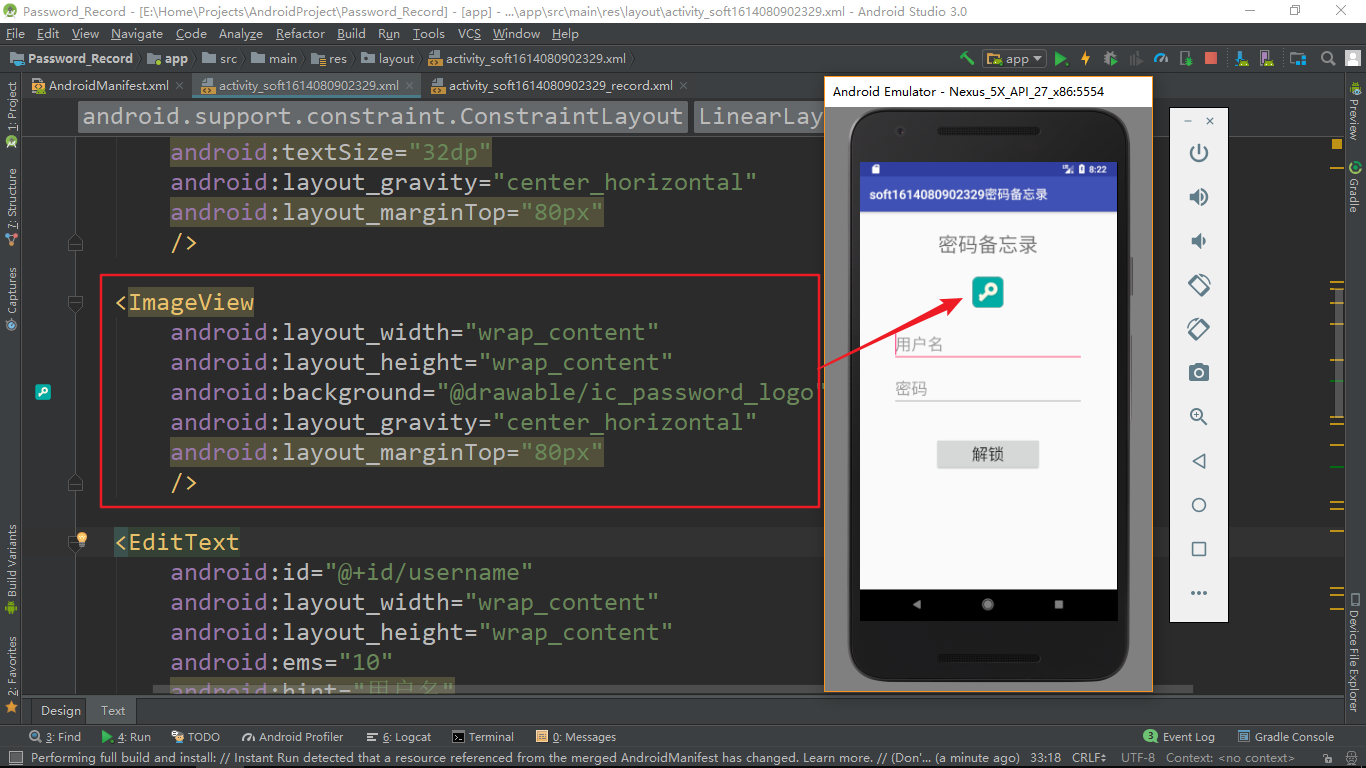 Password_Record - [E:\Home\Projects\AndroidProject\Password_Record] - [app] - ...\app\src\main\res\layout\activity_soft1614080902329.xml - Android Studio 3.0
File Edit View Navigate Code Analyze Refactor Build Run Tools VCS Window Help
Password_Record app src main res layout activity_soft1614080902329.xml
app
AndroidManifest.xml activity_soft1614080902329.xml activity_soft1614080902329_record.xml
android.support.constraint.ConstraintLayout LinearLay
android:textSize="32dp"
android:layout_gravity="center_horizontal"
android:layout_marginTop="80px"
/>
<ImageView
android:layout_width="wrap_content"
android:layout_height="wrap_content"
android:background="@drawable/ic_password_logo"
android:layout_gravity="center_horizontal"
android:layout_marginTop="80px"
/>
<EditText
android:id="@+id/username"
android:layout_width="wrap_content"
android:layout_height="wrap_content"
android:ems="10"
android:hint="用户名"
Android Emulator - Nexus_5X_API_27_x86:5554
8:22
soft1614080902329密码备忘录
密码备忘录
用户名
密码
解锁
1: Project
7: Structure
Captures
Build Variants
2: Favorites
Preview
Gradle
Device File Explorer
Design Text
3: Find 4: Run TODO Android Profiler 6: Logcat Terminal 0: Messages 3 Event Log Gradle Console
Performing full build and install: // Instant Run detected that a resource referenced from the merged AndroidManifest has changed. Learn more. // (Don'... (a minute ago) 33:18 CRLF UTF-8 Context: <no context>